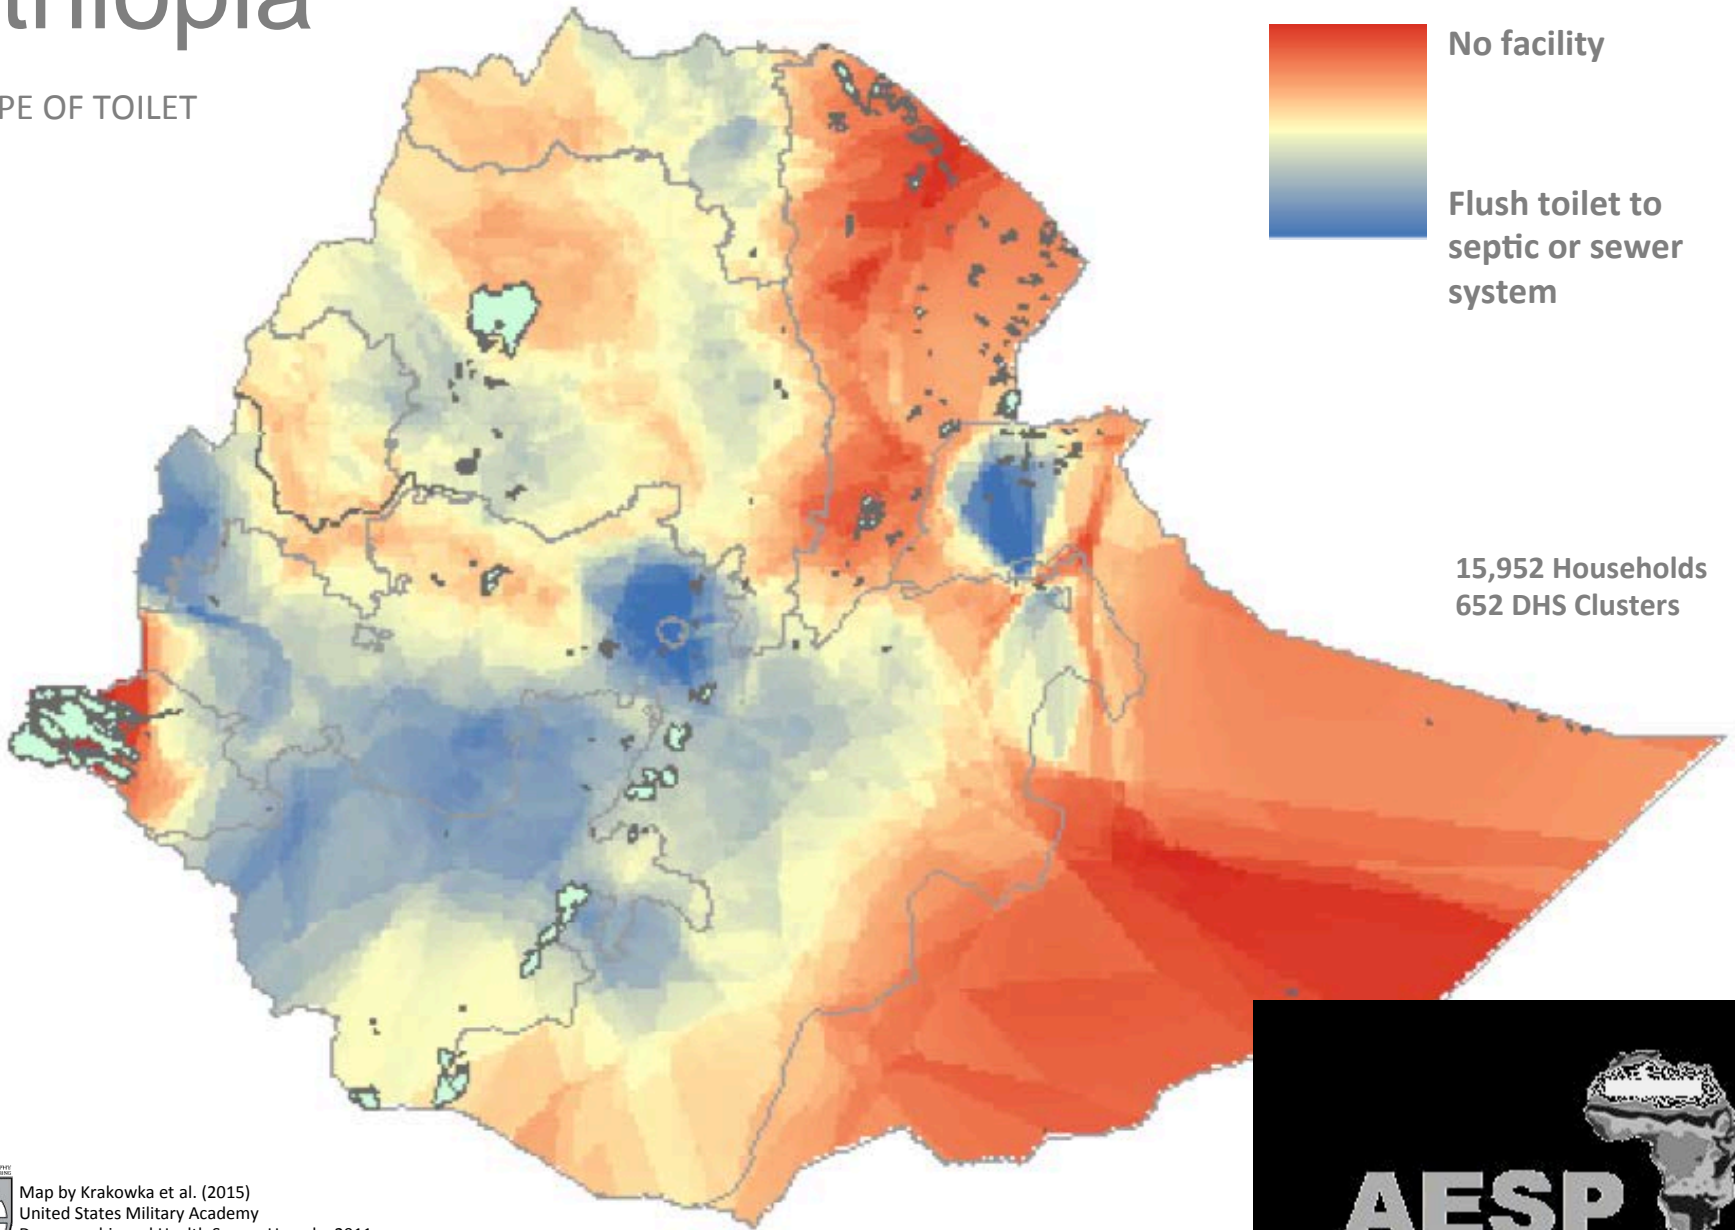 thiopia
PE OF TOILET
No facility
Flush toilet to
septic or sewer
system
15,952 Households
652 DHS Clusters
Map by Krakowka et al. (2015)
United States Military Academy
AESP